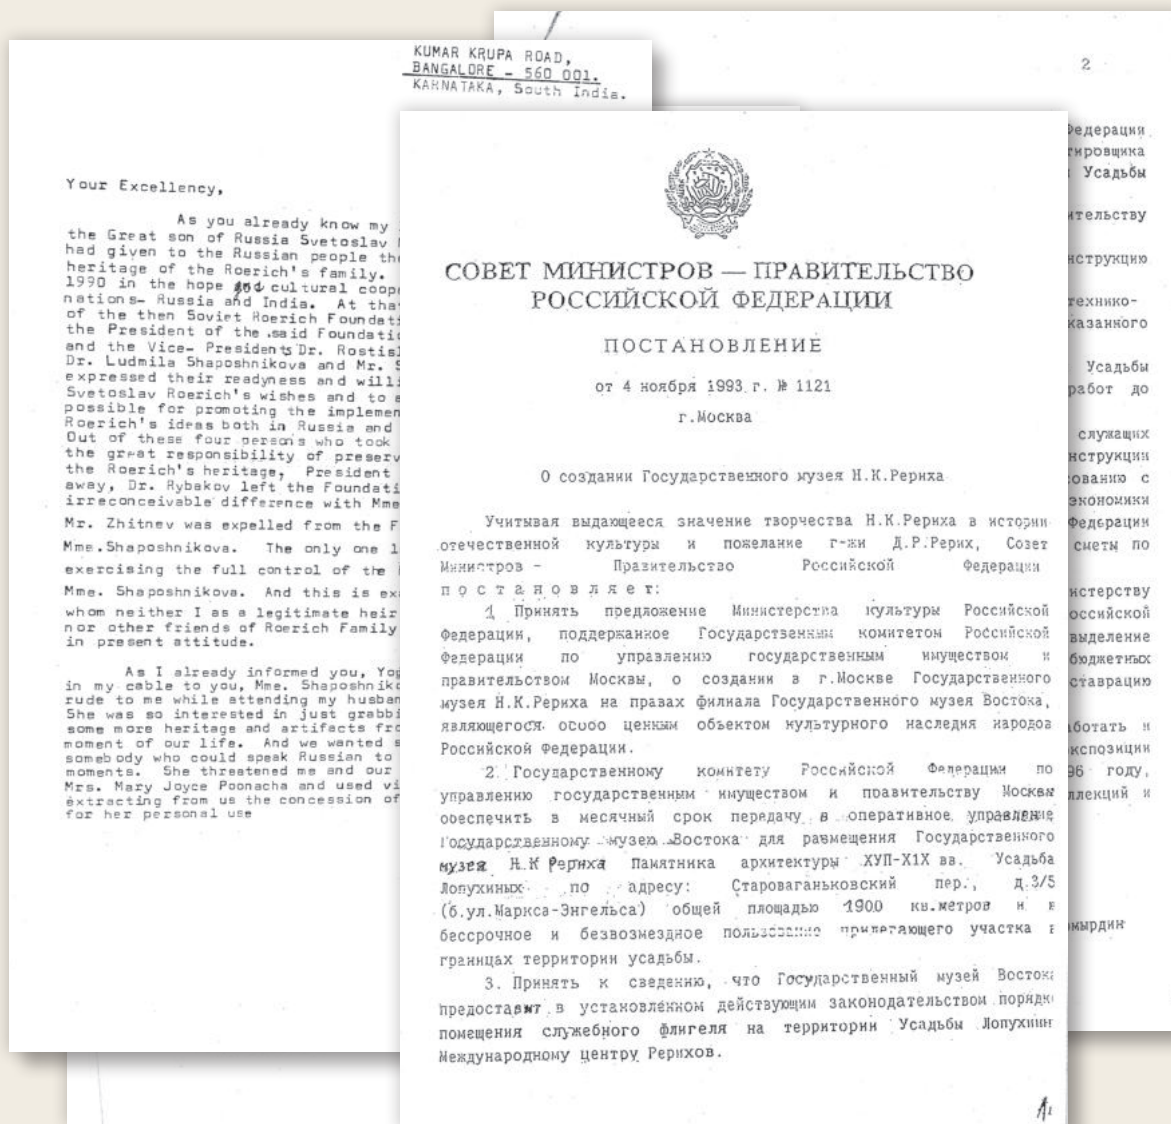 KUMAR KRUPA ROAD,
BANGALORE - 560 001.
KARNATAKA, South India.
Your Excellency,
As you already know my
the Great son of Russia Svetoslav
had given to the Russian people the
heritage of the Roerich's family.
1990 in the hope and cultural coop
nations- Russia and India. At tha
of the then Soviet Roerich Foundati
the President of the said Foundatio
and the Vice- Presidents Dr. Rostisl
Dr. Ludmila Shaposhnikova and Mr. S
expressed their readyness and willi
Svetoslav Roerich's wishes and to
possible for promoting the implemen
Roerich's ideas both in Russia and
Out of these four persons who took
the great responsibility of preserv
the Roerich's heritage, President
away, Dr. Rybakov left the Foundati
irreconceivable difference with Mme
Mr. Zhitnev was expelled from the F
Mme.Shaposhnikova. The only one l
exercising the full control of the
Mme. Shaposhnikova. And this is exa
whom neither I as a legitimate heir
nor other friends of Roerich Family
in present attitude.
As I already informed you, Yo
in my cable to you, Mme. Shaposhniko
rude to me while attending my husban
She was so interested in just grabbi
some more heritage and artifacts fro
moment of our life. And we wanted s
somebody who could speak Russian to
moments. She threatened me and our
Mrs. Mary Joyce Poonacha and used vi
extracting from us the concession of
for her personal use
СОВЕТ МИНИСТРОВ — ПРАВИТЕЛЬСТВО
РОССИЙСКОЙ ФЕДЕРАЦИИ
ПОСТАНОВЛЕНИЕ
от 4 ноября 1993 г. № 1121
г.Москва
О создании Государственного музея Н.К.Рериха
Учитывая выдающееся значение творчества Н.К.Рериха в истории
отечественной культуры и пожелание г-жи Д.Р.Рерих, Совет
Министров - Правительство Российской Федерации
п о с т а н о в л я е т:
1. Принять предложение Министерства культуры Российской
Федерации, поддержанное Государственным комитетом Российской
Федерации по управлению государственным имуществом и
правительством Москвы, о создании в г.Москве Государственного
музея Н.К.Рериха на правах филиала Государственного музея Востока,
являющегося особо ценным объектом культурного наследия народов
Российской Федерации.
2. Государственному комитету Российской Федерации по
управлению государственным имуществом и правительству Москвы
обеспечить в месячный срок передачу в оперативное управление
Государственному музею Востока для размещения Государственного
музея Н.К Рериха Памятника архитектуры ХУП-Х1Х вв. Усадьба
Лопухиных по адресу: Староваганьковский пер., д.3/5
(б.ул.Маркса-Энгельса) общей площадью 1900 кв.метров и в
бессрочное и безвозмездное пользование прилегающего участка в
границах территории усадьбы.
3. Принять к сведению, что Государственный музей Востока
предоставит в установленном действующим законодательством порядк
помещения служебного флигеля на территории Усадьбы Лопухин
Международному центру Рерихов.
2
Федерации
тировщика
Усадьбы
ительству
нструкцию
технико-
казанного
Усадьбы
работ до
служащих
нструкции
ованию с
экономики
Федерации
сметы по
истерству
оссийской
выделение
бюджетных
ставрацию
ботать и
кспозиции
96 году,
ллекций и
мырдин